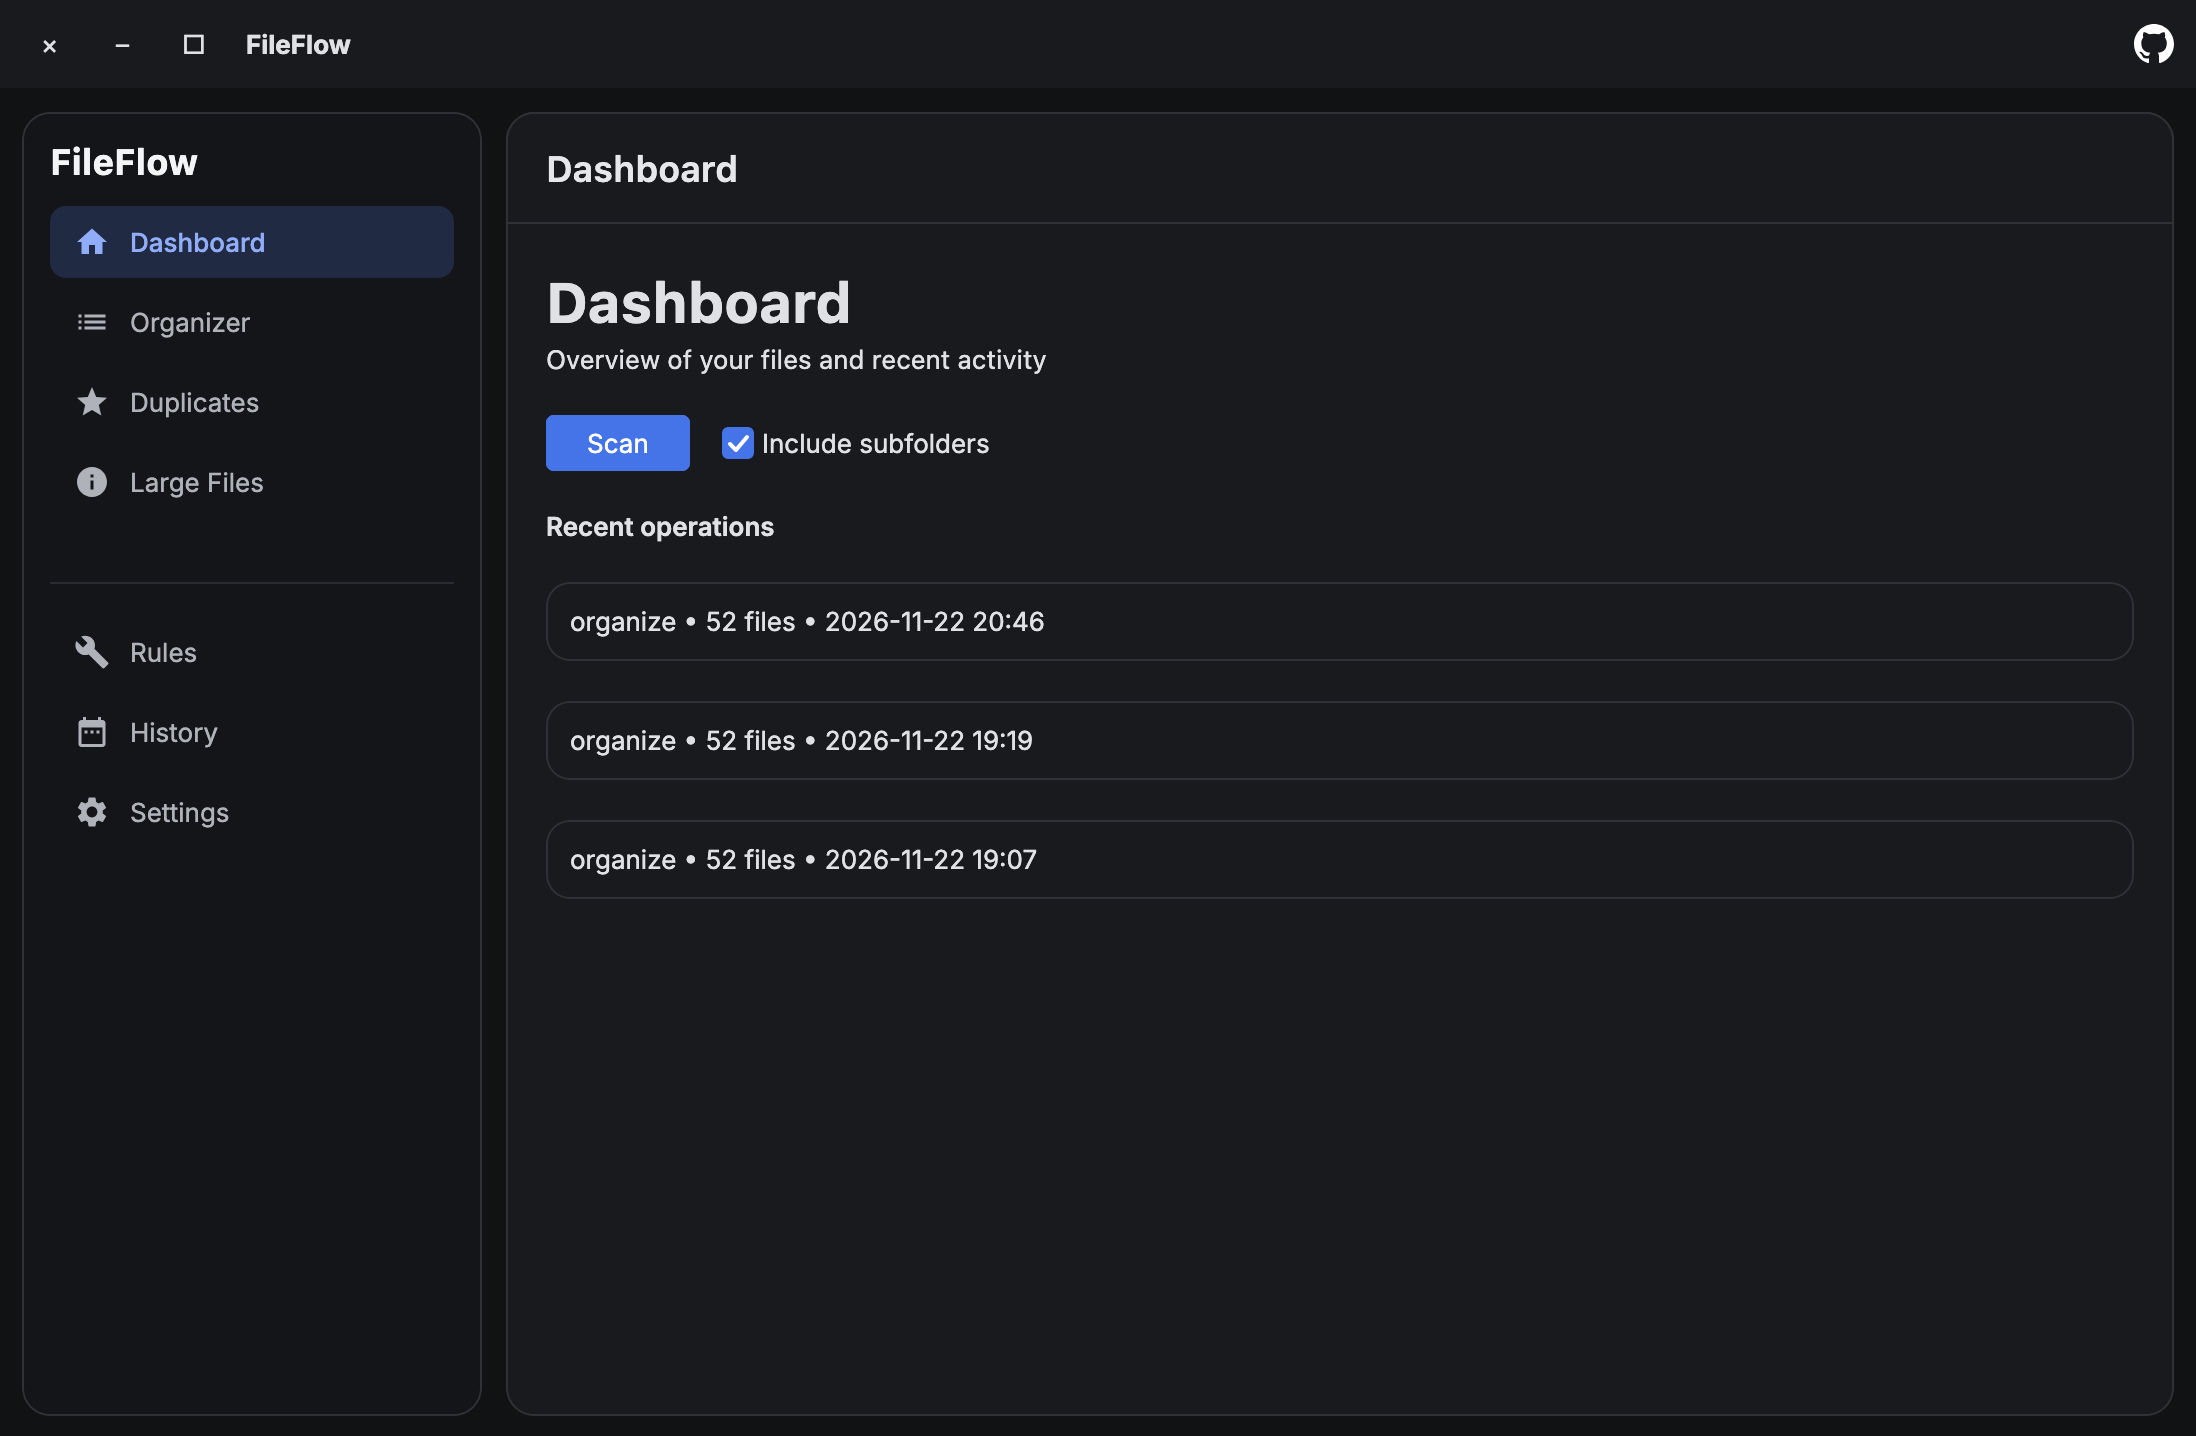 FileFlow
FileFlow
Dashboard
Organizer
Duplicates
Large Files
Rules
History
Settings
Dashboard
Dashboard
Overview of your files and recent activity
Scan
Include subfolders
Recent operations
organize • 52 files • 2026-11-22 20:46
organize • 52 files • 2026-11-22 19:19
organize • 52 files • 2026-11-22 19:07